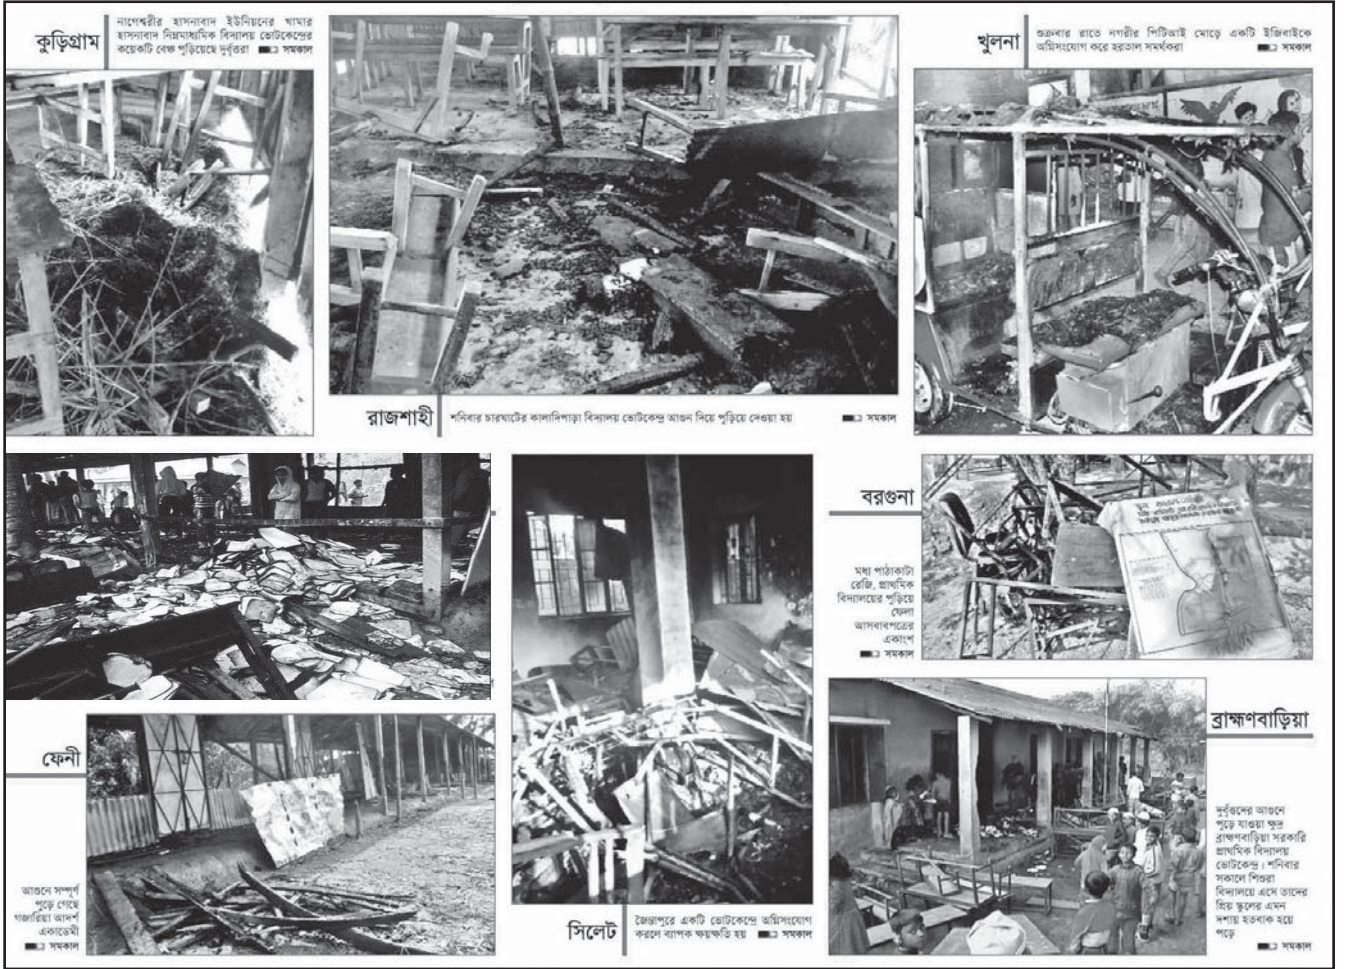 কুড়িগ্রাম
নাগেশ্বরীর হাসনাবাদ ইউনিয়নের খামার
হাসনাবাদ নিম্নমাধ্যমিক বিদ্যালয় ভোটকেন্দ্রের
কয়েকটি বেঞ্চ পুড়িয়েছে দুর্বৃত্তরা সমকাল
খুলনা
শুক্রবার রাতে নগরীর পিটিআই মোড়ে একটি ইজিবাইকে
অগ্নিসংযোগ করে হরতাল সমর্থকরা
সমকাল
রাজশাহী
শনিবার চারঘাটের কালাদিপাড়া বিদ্যালয় ভোটকেন্দ্র আগুন দিয়ে পুড়িয়ে দেওয়া হয় সমকাল
বরগুনা
মধ্য পাঠাকাটা
রেজি. প্রাথমিক
বিদ্যালয়ের পুড়িয়ে
ফেলা
আসবাবপত্রের
একাংশ
সমকাল
ফেনী
আগুনে সম্পূর্ণ
পুড়ে গেছে
গজারিয়া আদর্শ
একাডেমী
সমকাল
সিলেট
জৈন্তাপুরে একটি ভোটকেন্দ্রে অগ্নিসংযোগ
করলে ব্যাপক ক্ষয়ক্ষতি হয় সমকাল
ব্রাহ্মণবাড়িয়া
দুর্বৃত্তদের আগুনে
পুড়ে যাওয়া ক্ষুদ্র
ব্রাহ্মণবাড়িয়া সরকারি
প্রাথমিক বিদ্যালয়
ভোটকেন্দ্র। শনিবার
সকালে শিশুরা
বিদ্যালয়ে এসে তাদের
প্রিয় স্কুলের এমন
দশায় হতবাক হয়ে
পড়ে
সমকাল